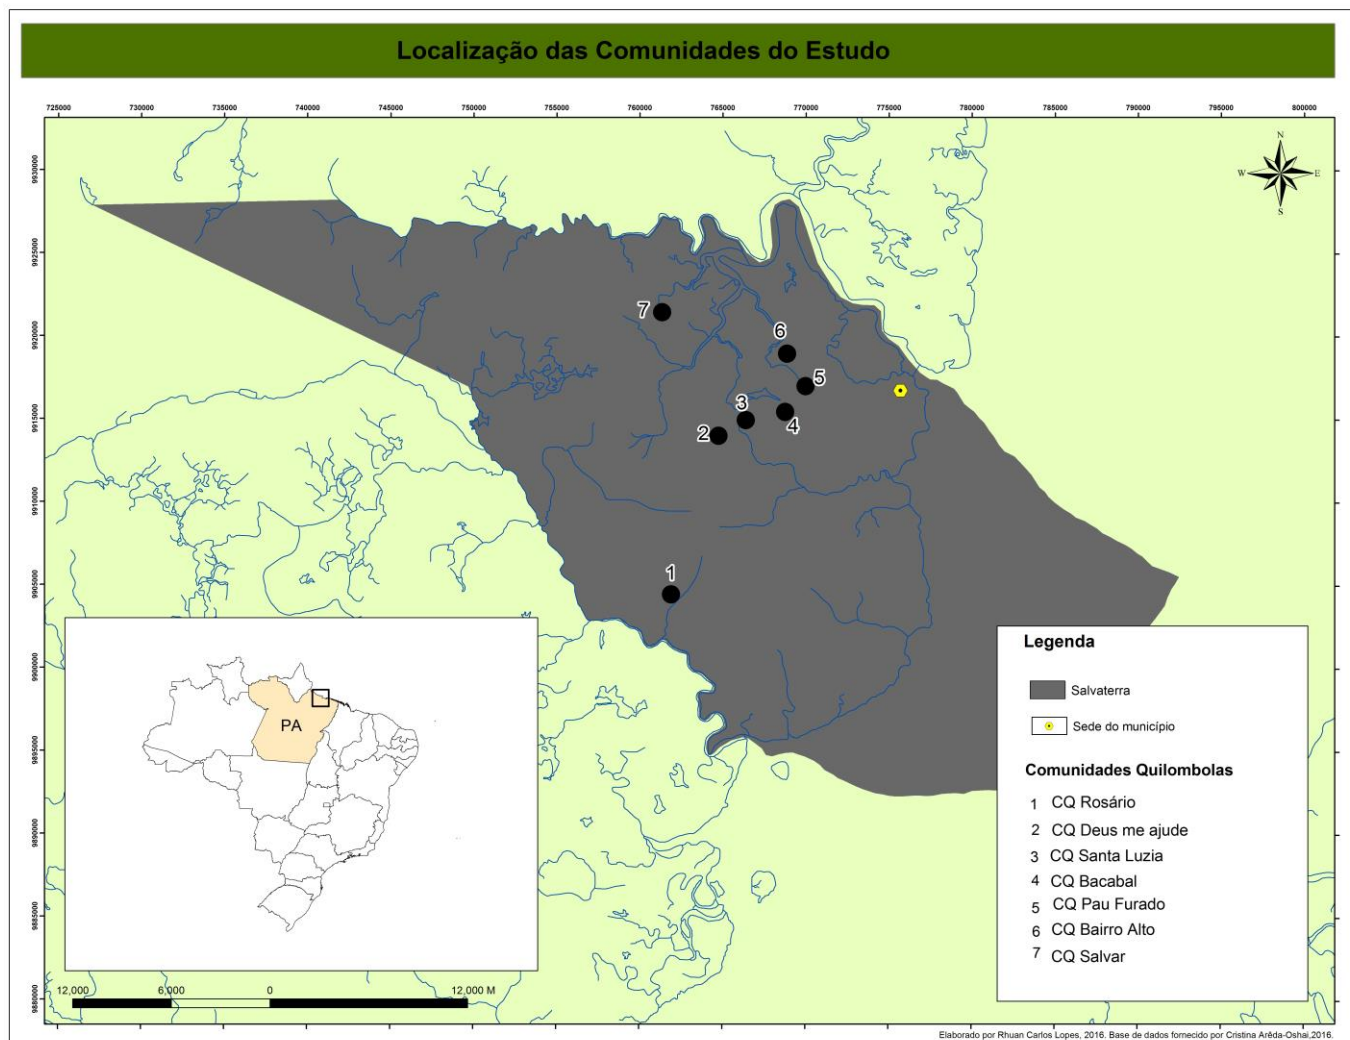 Localização das Comunidades do Estudo
725000 730000 735000 740000 745000 750000 755000 760000 765000 770000 775000 780000 785000 790000 795000 800000
9930000
9925000
9920000
9915000
9910000
9905000
9900000
9895000
9890000
9885000
9880000
N
W E
S
7
6
5
3
4
2
1
PA
12,000 6,000 0 12,000 M
Legenda
Salvaterra
Sede do município
Comunidades Quilombolas
1 CQ Rosário
2 CQ Deus me ajude
3 CQ Santa Luzia
4 CQ Bacabal
5 CQ Pau Furado
6 CQ Bairro Alto
7 CQ Salvar
Elaborado por Rhuan Carlos Lopes, 2016. Base de dados fornecido por Cristina Arêda-Oshai,2016.